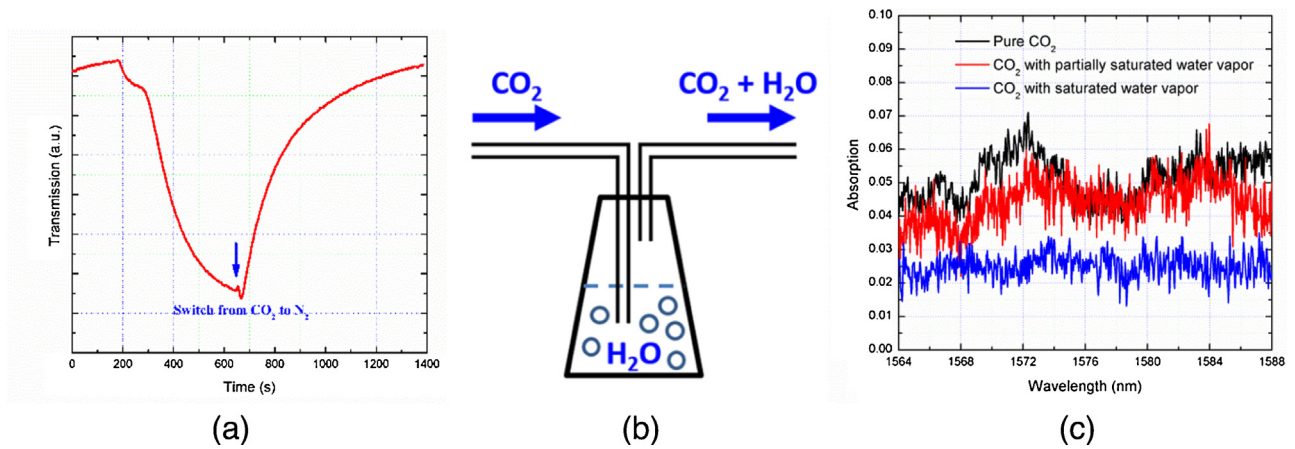 Transmission (a.u.)
Switch from CO₂ to N₂
0 200 400 600 800 1000 1200 1400
Time (s)
(a)
CO₂
CO₂ + H₂O
H₂O
(b)
Absorption
0.10
0.09
0.08
0.07
0.06
0.05
0.04
0.03
0.02
0.01
0.00
Pure CO₂
CO₂ with partially saturated water vapor
CO₂ with saturated water vapor
1564 1568 1572 1576 1580 1584 1588
Wavelength (nm)
(c)